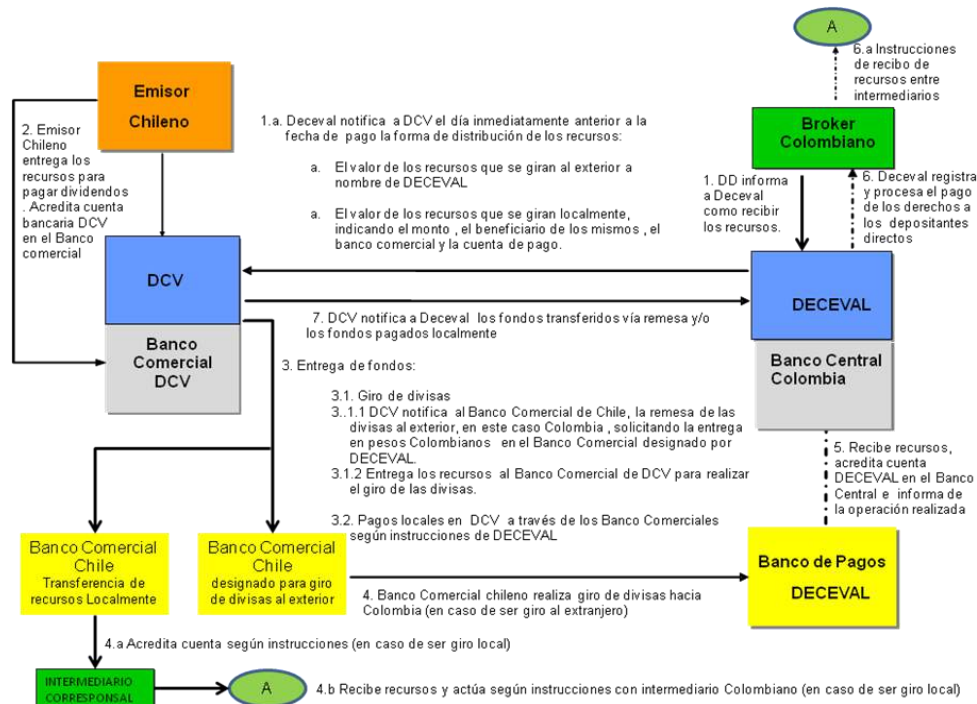 A
6.a Instrucciones
de recibo de
recursos entre
intermediarios
Emisor
Chileno
2. Emisor
Chileno
entrega los
recursos para
pagar dividendos
. Acredita cuenta
bancaria DCV
en el Banco
comercial
1.a. Deceval notifica a DCV el día inmediatamente anterior a la
fecha de pago la forma de distribución de los recursos:
a. El valor de los recursos que se giran al exterior a
nombre de DECEVAL
a. El valor de los recursos que se giran localmente,
indicando el monto , el beneficiario de los mismos , el
banco comercial y la cuenta de pago.
Broker
Colombiano
1. DD informa
a Deceval
como recibir
los recursos.
6. Deceval registra
y procesa el pago
de los derechos a
los depositantes
directos
DCV
DECEVAL
7. DCV notifica a Deceval los fondos transferidos vía remesa y/o
los fondos pagados localmente
Banco
Comercial
DCV
Banco Central
Colombia
3. Entrega de fondos:
3.1. Giro de divisas
3..1.1 DCV notifica al Banco Comercial de Chile, la remesa de las
divisas al exterior, en este caso Colombia , solicitando la entrega
en pesos Colombianos en el Banco Comercial designado por
DECEVAL.
3.1.2 Entrega los recursos al Banco Comercial de DCV para realizar
el giro de las divisas.
3.2. Pagos locales en DCV a través de los Banco Comerciales
según instrucciones de DECEVAL
5. Recibe recursos,
acredita cuenta
DECEVAL en el Banco
Central e informa de
la operación realizada
Banco Comercial
Chile
Transferencia de
recursos Localmente
Banco Comercial
Chile
designado para giro
de divisas al exterior
Banco de Pagos
DECEVAL
4. Banco Comercial chileno realiza giro de divisas hacia
Colombia (en caso de ser giro al extranjero)
4.a Acredita cuenta según instrucciones (en caso de ser giro local)
INTERMEDIARIO
CORRESPONSAL
A
4.b Recibe recursos y actúa según instrucciones con intermediario Colombiano (en caso de ser giro local)